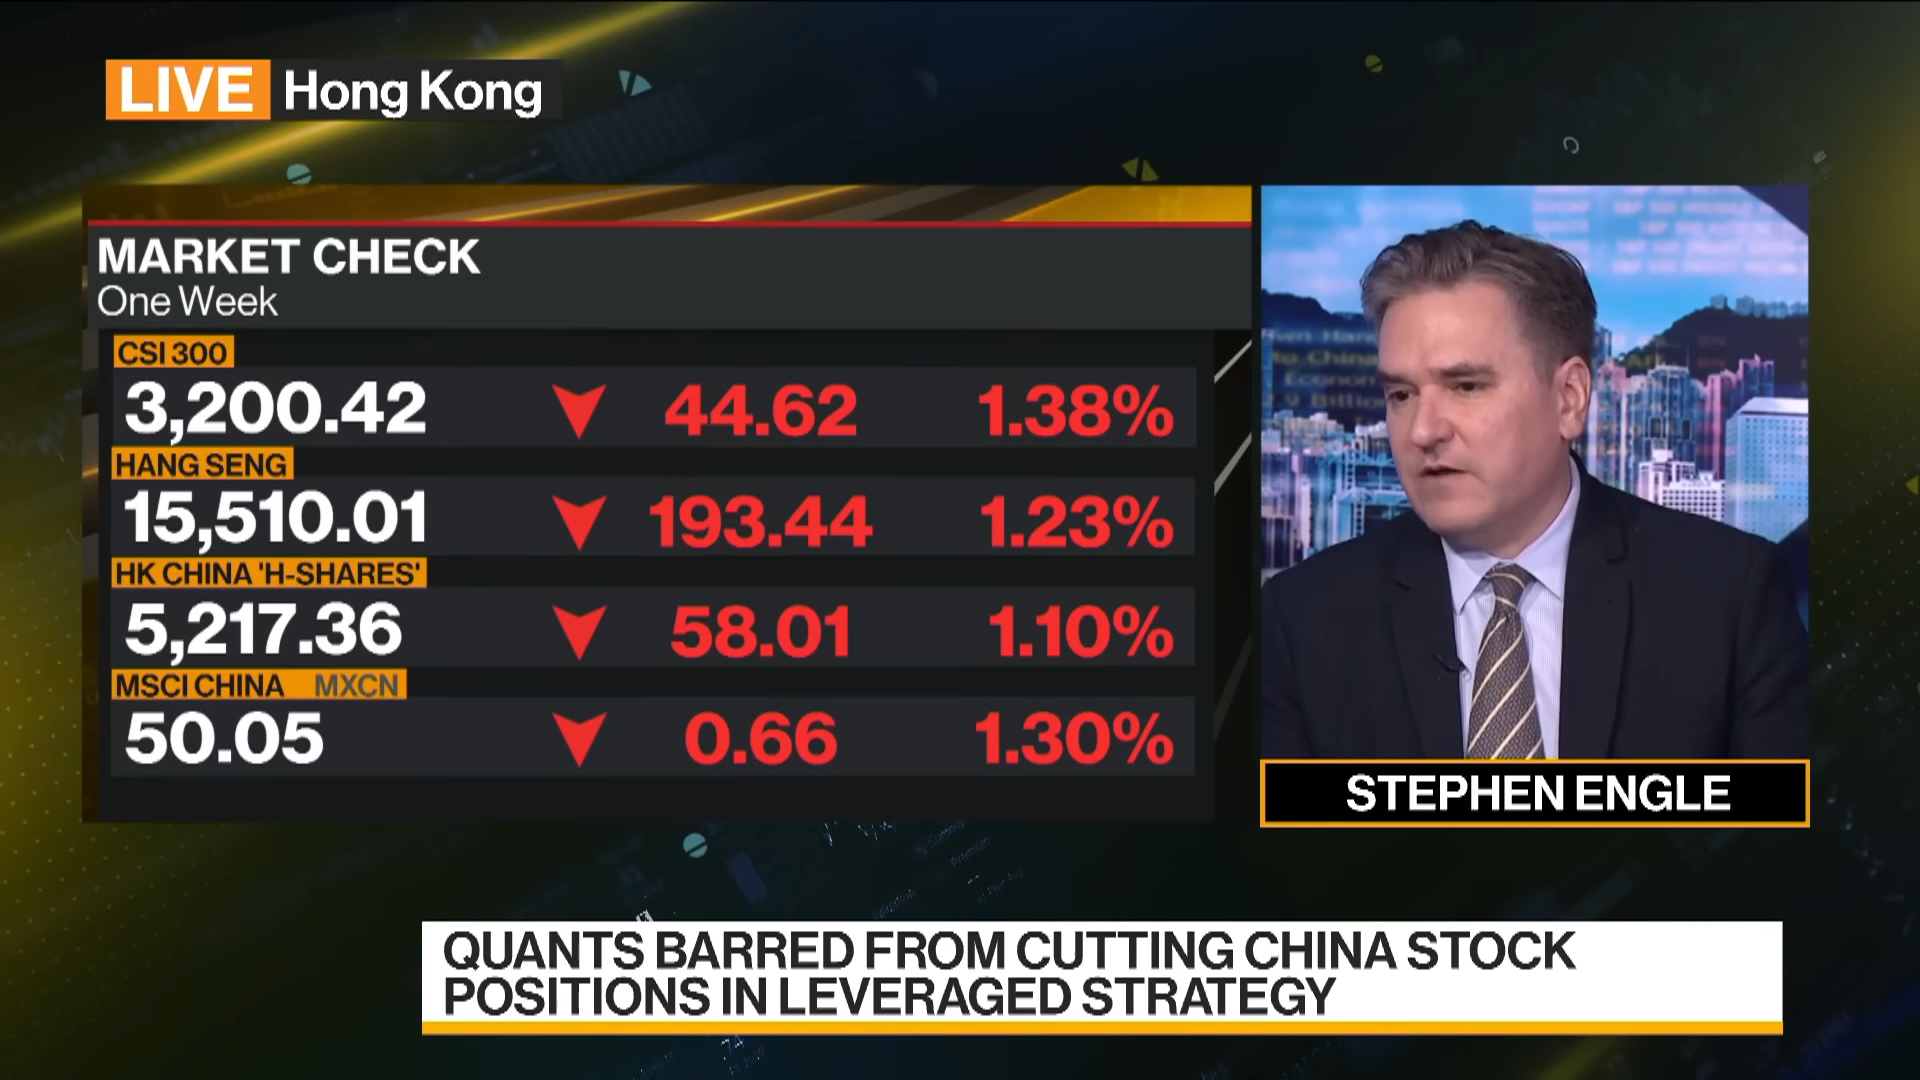 LIVE Hong Kong
MARKET CHECK
One Week
CSI 300
3,200.42 44.62 1.38%
HANG SENG
15,510.01 193.44 1.23%
HK CHINA 'H-SHARES'
5,217.36 58.01 1.10%
MSCI CHINA MXCN
50.05 0.66 1.30%
STEPHEN ENGLE
QUANTS BARRED FROM CUTTING CHINA STOCK
POSITIONS IN LEVERAGED STRATEGY